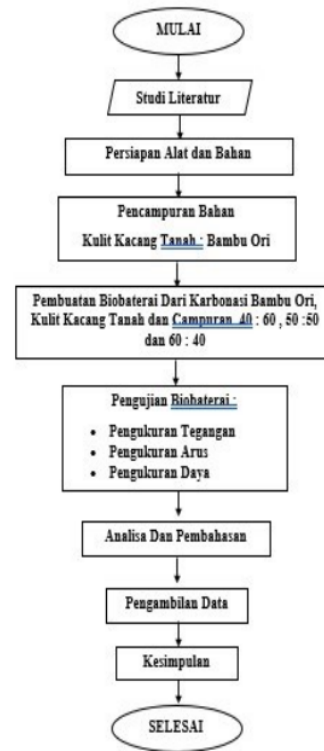 MULAI
Studi Literatur
Persiapan Alat dan Bahan
Pencampuran Bahan
Kulit Kacang Tanah : Bambu Ori
Pembuatan Biobaterai Dari Karbonasi Bambu Ori,
Kulit Kacang Tanah dan Campuran 40 : 60 , 50 :50
dan 60 : 40
Pengujian Biobaterai :
• Pengukuran Tegangan
• Pengukuran Arus
• Pengukuran Daya
Analisa Dan Pembahasan
Pengambilan Data
Kesimpulan
SELESAI